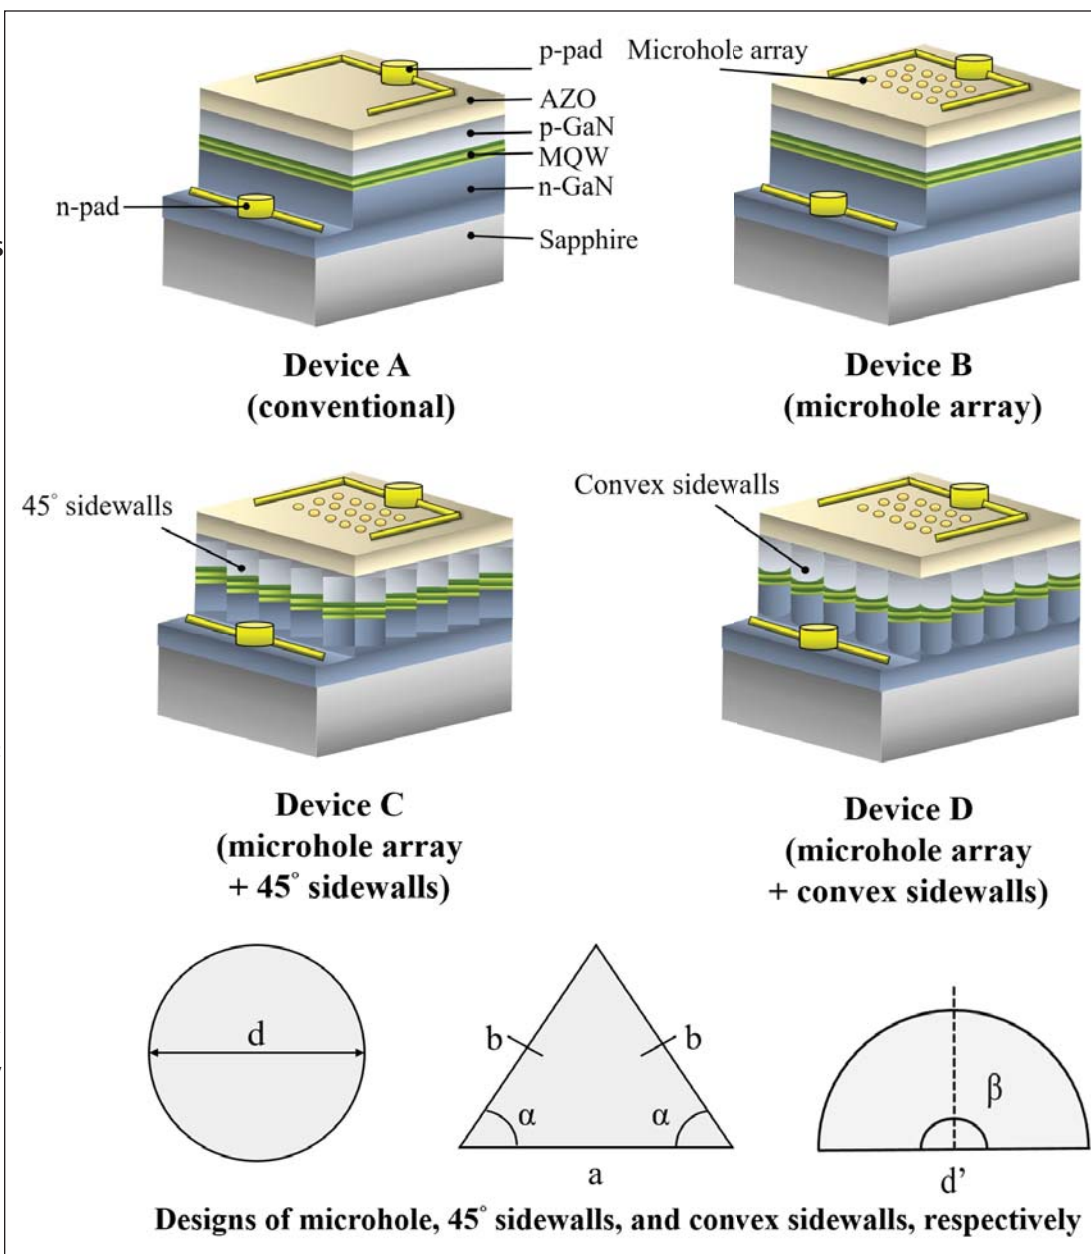 p-pad
AZO
p-GaN
MQW
n-GaN
n-pad
Sapphire
Device A
(conventional)
Microhole array
Device B
(microhole array)
45° sidewalls
Device C
(microhole array
+ 45° sidewalls)
Convex sidewalls
Device D
(microhole array
+ convex sidewalls)
d
b
b
α
α
a
β
d’
Designs of microhole, 45° sidewalls, and convex sidewalls, respectively